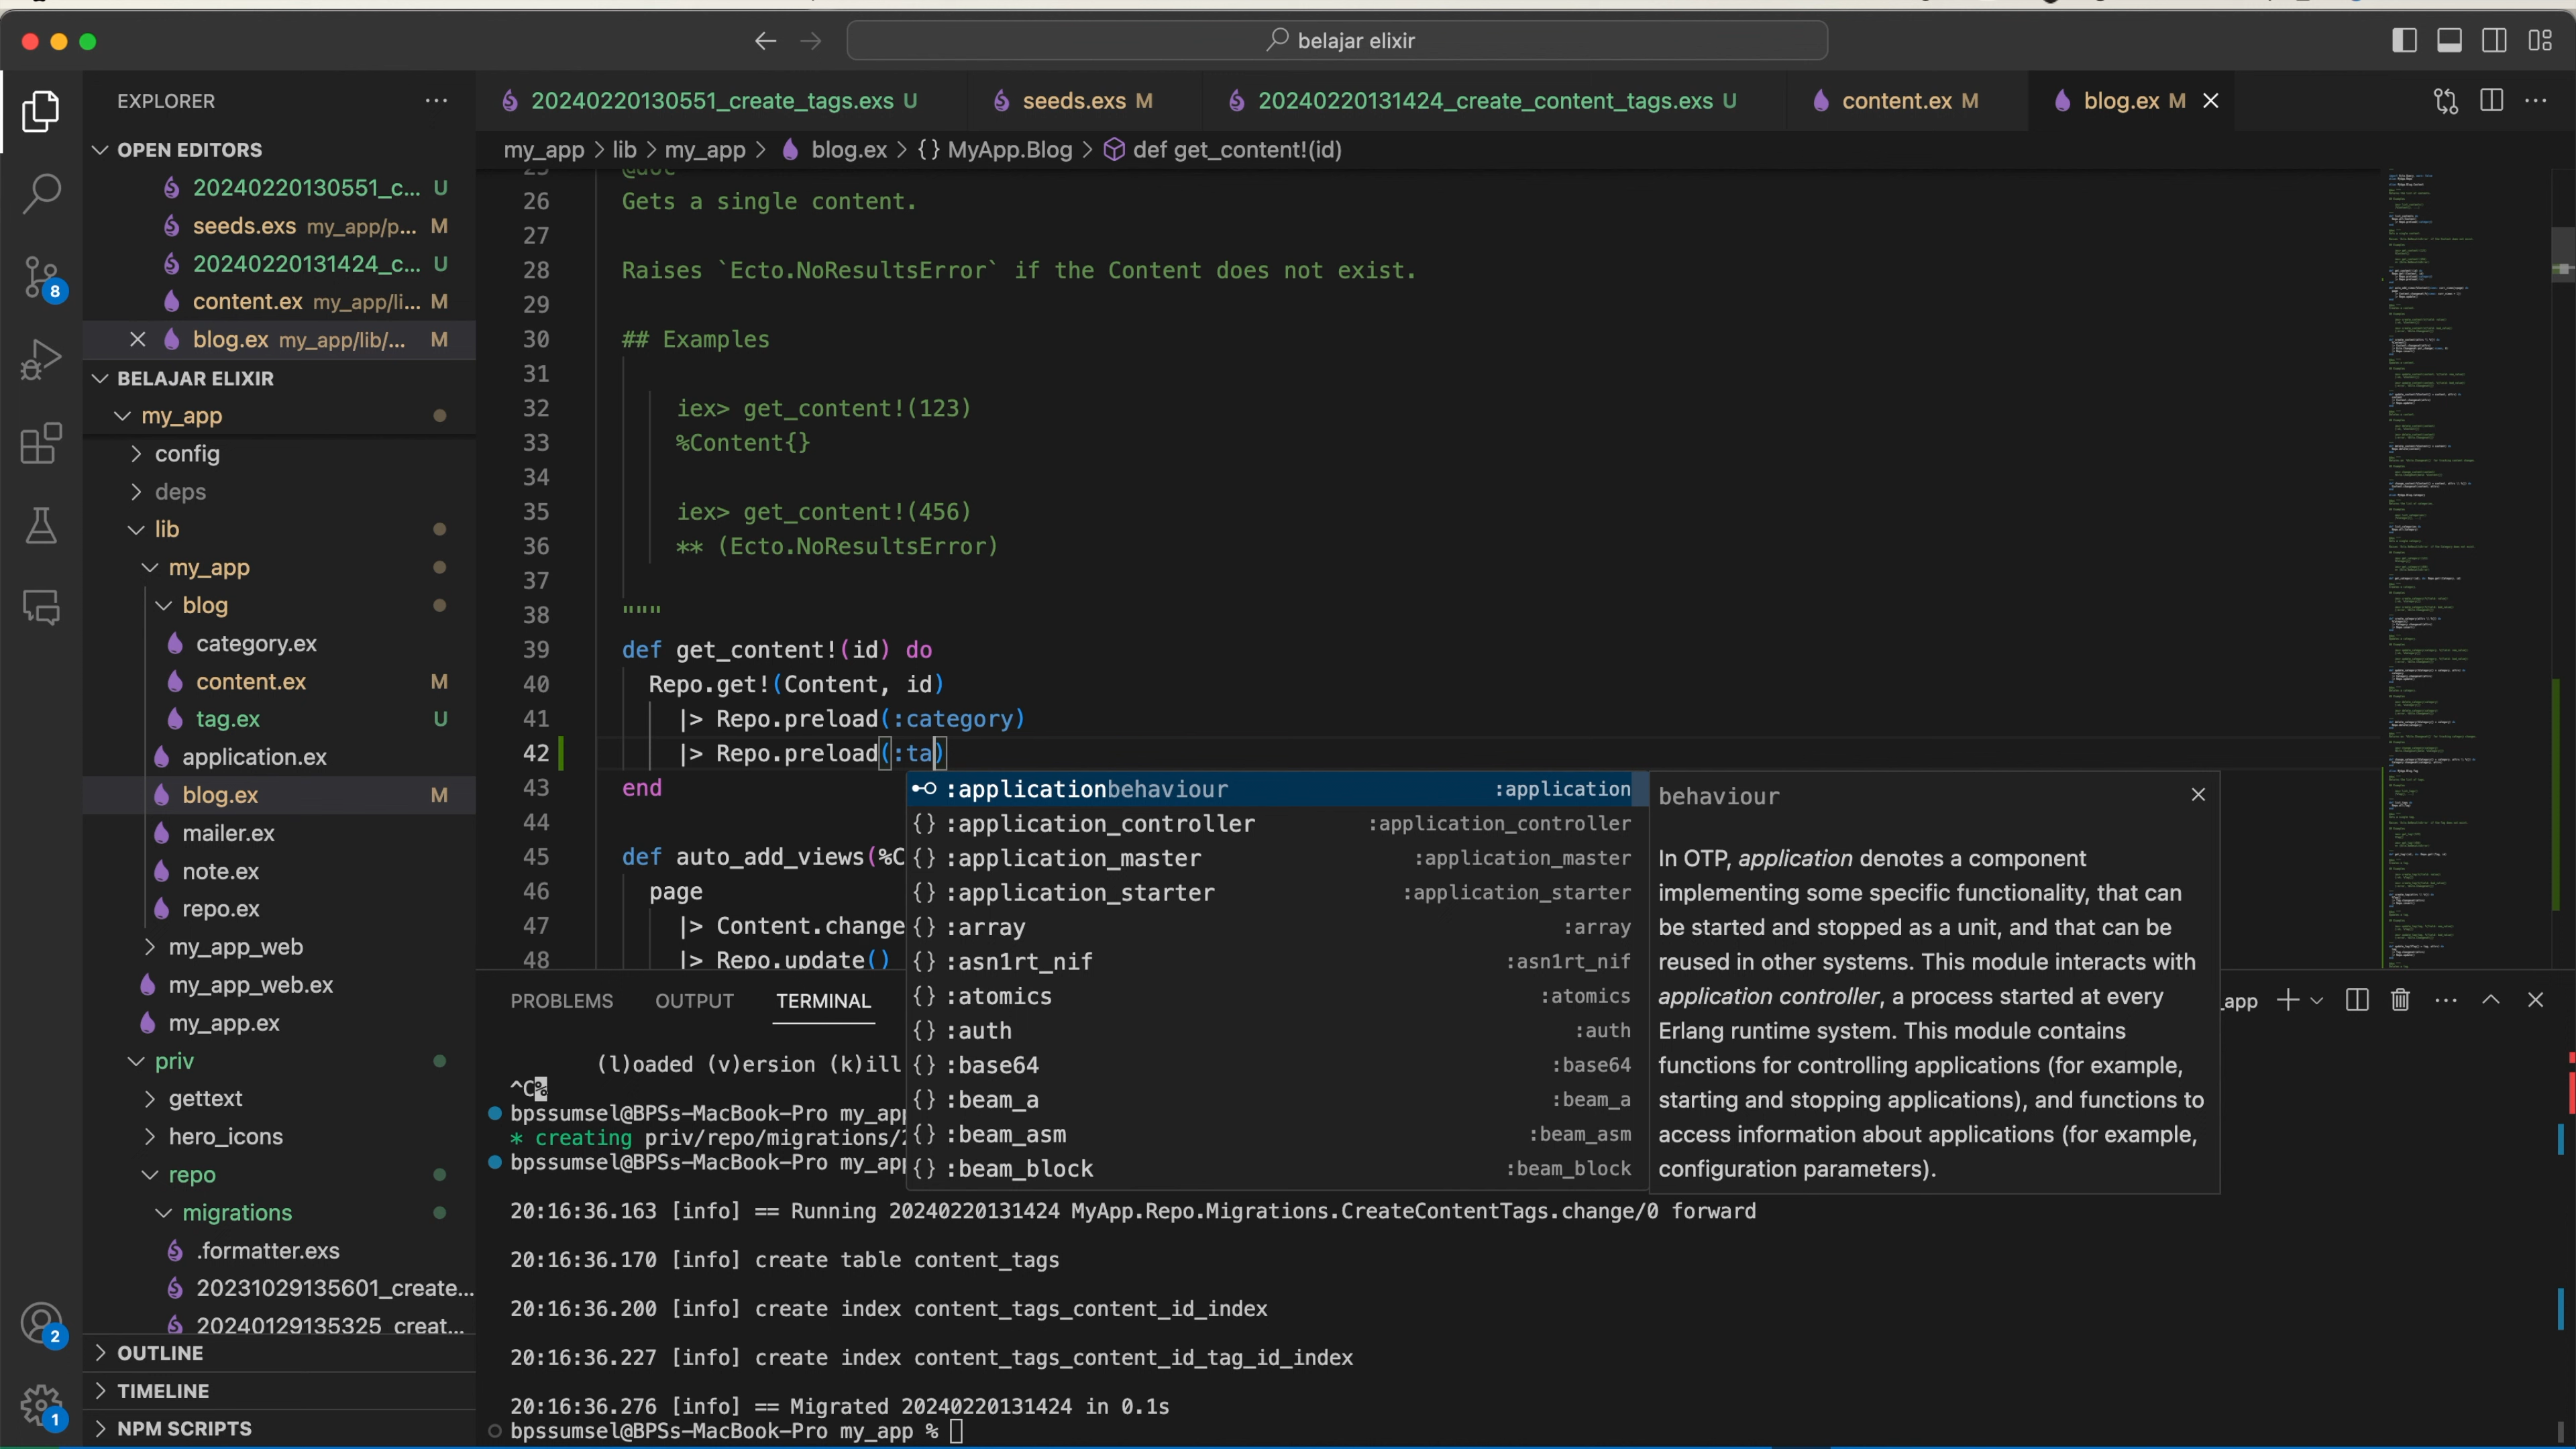 belajar elixir
EXPLORER
OPEN EDITORS
20240220130551_c... U
seeds.exs my_app/p... M
20240220131424_c... U
content.ex my_app/li... M
blog.ex my_app/lib/... M
BELAJAR ELIXIR
my_app
config
deps
lib
my_app
blog
category.ex
content.ex M
tag.ex U
application.ex
blog.ex M
mailer.ex
note.ex
repo.ex
my_app_web
my_app_web.ex
my_app.ex
priv
gettext
hero_icons
repo
migrations
.formatter.exs
20231029135601_create...
20240129135325_creat...
OUTLINE
TIMELINE
NPM SCRIPTS
8
2
1
20240220130551_create_tags.exs U
seeds.exs M
20240220131424_create_content_tags.exs U
content.ex M
blog.ex M
my_app > lib > my_app > blog.ex > {} MyApp.Blog > def get_content!(id)
25 @doc
26 Gets a single content.
27
28 Raises `Ecto.NoResultsError` if the Content does not exist.
29
30 ## Examples
31
32 iex> get_content!(123)
33 %Content{}
34
35 iex> get_content!(456)
36 ** (Ecto.NoResultsError)
37
38 """
39 def get_content!(id) do
40 Repo.get!(Content, id)
41 |> Repo.preload(:category)
42 |> Repo.preload(:ta)
43 end
44
45 def auto_add_views(%C
46 page
47 |> Content.change
48 |> Repo.update()
:applicationbehaviour :application
{} :application_controller :application_controller
{} :application_master :application_master
{} :application_starter :application_starter
{} :array :array
{} :asn1rt_nif :asn1rt_nif
{} :atomics :atomics
{} :auth :auth
{} :base64 :base64
{} :beam_a :beam_a
{} :beam_asm :beam_asm
{} :beam_block :beam_block
behaviour
In OTP, application denotes a component
implementing some specific functionality, that can
be started and stopped as a unit, and that can be
reused in other systems. This module interacts with
application controller, a process started at every
Erlang runtime system. This module contains
functions for controlling applications (for example,
starting and stopping applications), and functions to
access information about applications (for example,
configuration parameters).
PROBLEMS OUTPUT TERMINAL
_app
(l)oaded (v)ersion (k)ill
^C%
bpssumsel@BPSs-MacBook-Pro my_app
* creating priv/repo/migrations/2
bpssumsel@BPSs-MacBook-Pro my_app
20:16:36.163 [info] == Running 20240220131424 MyApp.Repo.Migrations.CreateContentTags.change/0 forward
20:16:36.170 [info] create table content_tags
20:16:36.200 [info] create index content_tags_content_id_index
20:16:36.227 [info] create index content_tags_content_id_tag_id_index
20:16:36.276 [info] == Migrated 20240220131424 in 0.1s
bpssumsel@BPSs-MacBook-Pro my_app %